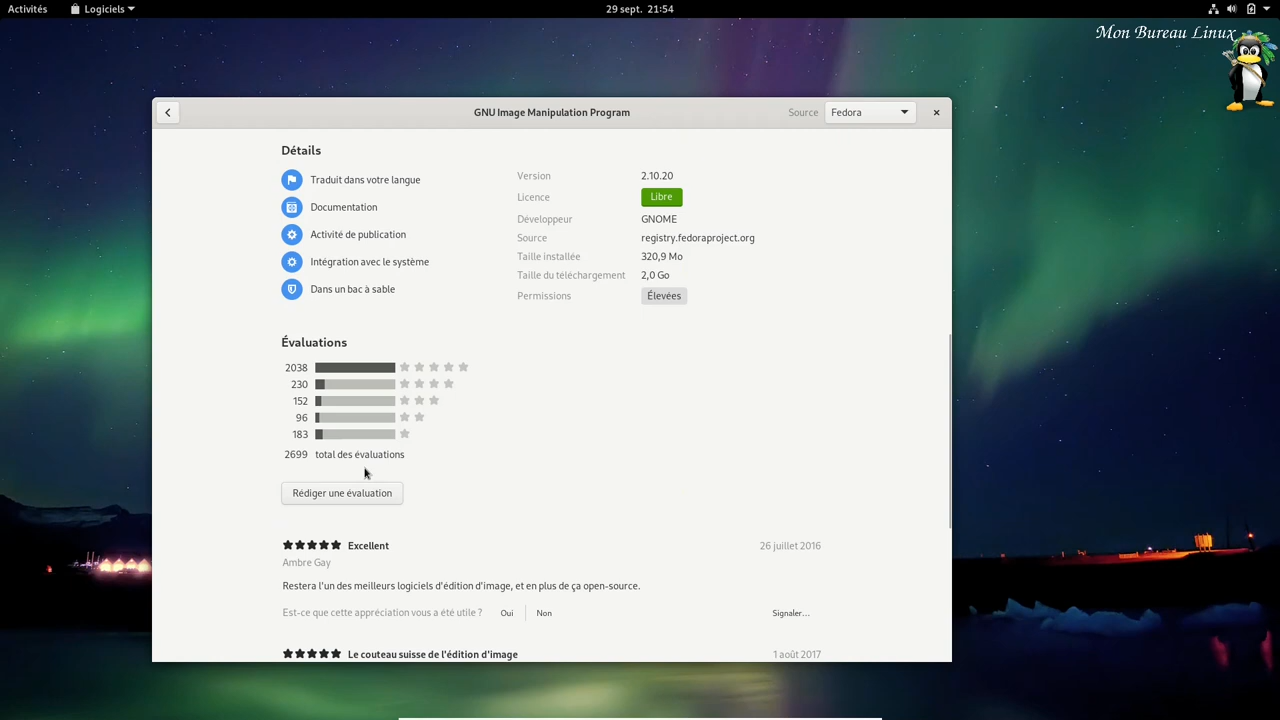 Activités Logiciels 29 sept. 21:54
Mon Bureau Linux
GNU Image Manipulation Program Source Fedora
Détails
Traduit dans votre langue
Documentation
Activité de publication
Intégration avec le système
Dans un bac à sable
Version 2.10.20
Licence Libre
Développeur GNOME
Source registry.fedoraproject.org
Taille installée 320,9 Mo
Taille du téléchargement 2,0 Go
Permissions Élevées
Évaluations
2038
230
152
96
183
2699 total des évaluations
Rédiger une évaluation
Excellent 26 juillet 2016
Ambre Gay
Restera l'un des meilleurs logiciels d'édition d'image, et en plus de ça open-source.
Est-ce que cette appréciation vous a été utile ? Oui Non Signaler…
Le couteau suisse de l'édition d'image 1 août 2017